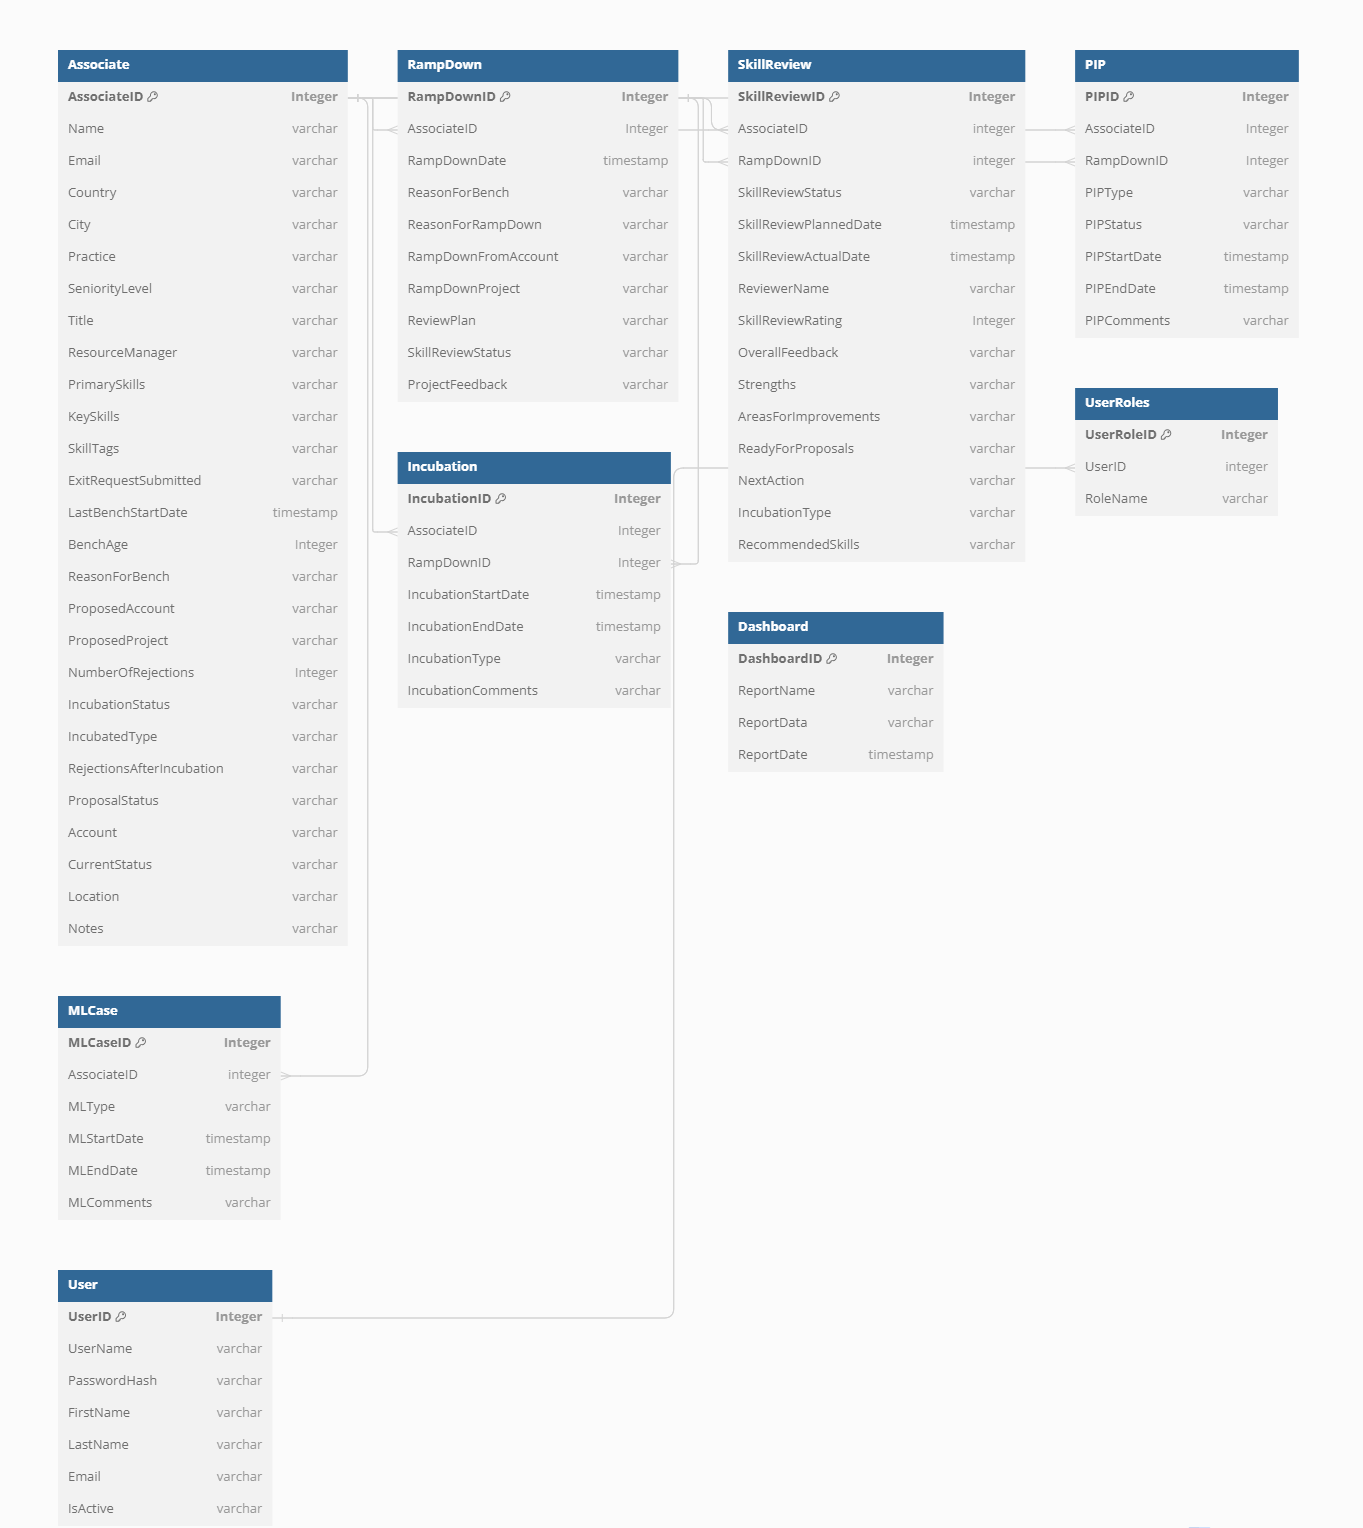 Associate
AssociateID Integer
Name varchar
Email varchar
Country varchar
City varchar
Practice varchar
SeniorityLevel varchar
Title varchar
ResourceManager varchar
PrimarySkills varchar
KeySkills varchar
SkillTags varchar
ExitRequestSubmitted varchar
LastBenchStartDate timestamp
BenchAge Integer
ReasonForBench varchar
ProposedAccount varchar
ProposedProject varchar
NumberOfRejections Integer
IncubationStatus varchar
IncubatedType varchar
RejectionsAfterIncubation varchar
ProposalStatus varchar
Account varchar
CurrentStatus varchar
Location varchar
Notes varchar
RampDown
RampDownID Integer
AssociateID Integer
RampDownDate timestamp
ReasonForBench varchar
ReasonForRampDown varchar
RampDownFromAccount varchar
RampDownProject varchar
ReviewPlan varchar
SkillReviewStatus varchar
ProjectFeedback varchar
SkillReview
SkillReviewID Integer
AssociateID integer
RampDownID integer
SkillReviewStatus varchar
SkillReviewPlannedDate timestamp
SkillReviewActualDate timestamp
ReviewerName varchar
SkillReviewRating Integer
OverallFeedback varchar
Strengths varchar
AreasForImprovements varchar
ReadyForProposals varchar
NextAction varchar
IncubationType varchar
RecommendedSkills varchar
PIP
PIPID Integer
AssociateID Integer
RampDownID Integer
PIPType varchar
PIPStatus varchar
PIPStartDate timestamp
PIPEndDate timestamp
PIPComments varchar
UserRoles
UserRoleID Integer
UserID integer
RoleName varchar
Incubation
IncubationID Integer
AssociateID Integer
RampDownID Integer
IncubationStartDate timestamp
IncubationEndDate timestamp
IncubationType varchar
IncubationComments varchar
Dashboard
DashboardID Integer
ReportName varchar
ReportData varchar
ReportDate timestamp
MLCase
MLCaseID Integer
AssociateID integer
MLType varchar
MLStartDate timestamp
MLEndDate timestamp
MLComments varchar
User
UserID Integer
UserName varchar
PasswordHash varchar
FirstName varchar
LastName varchar
Email varchar
IsActive varchar